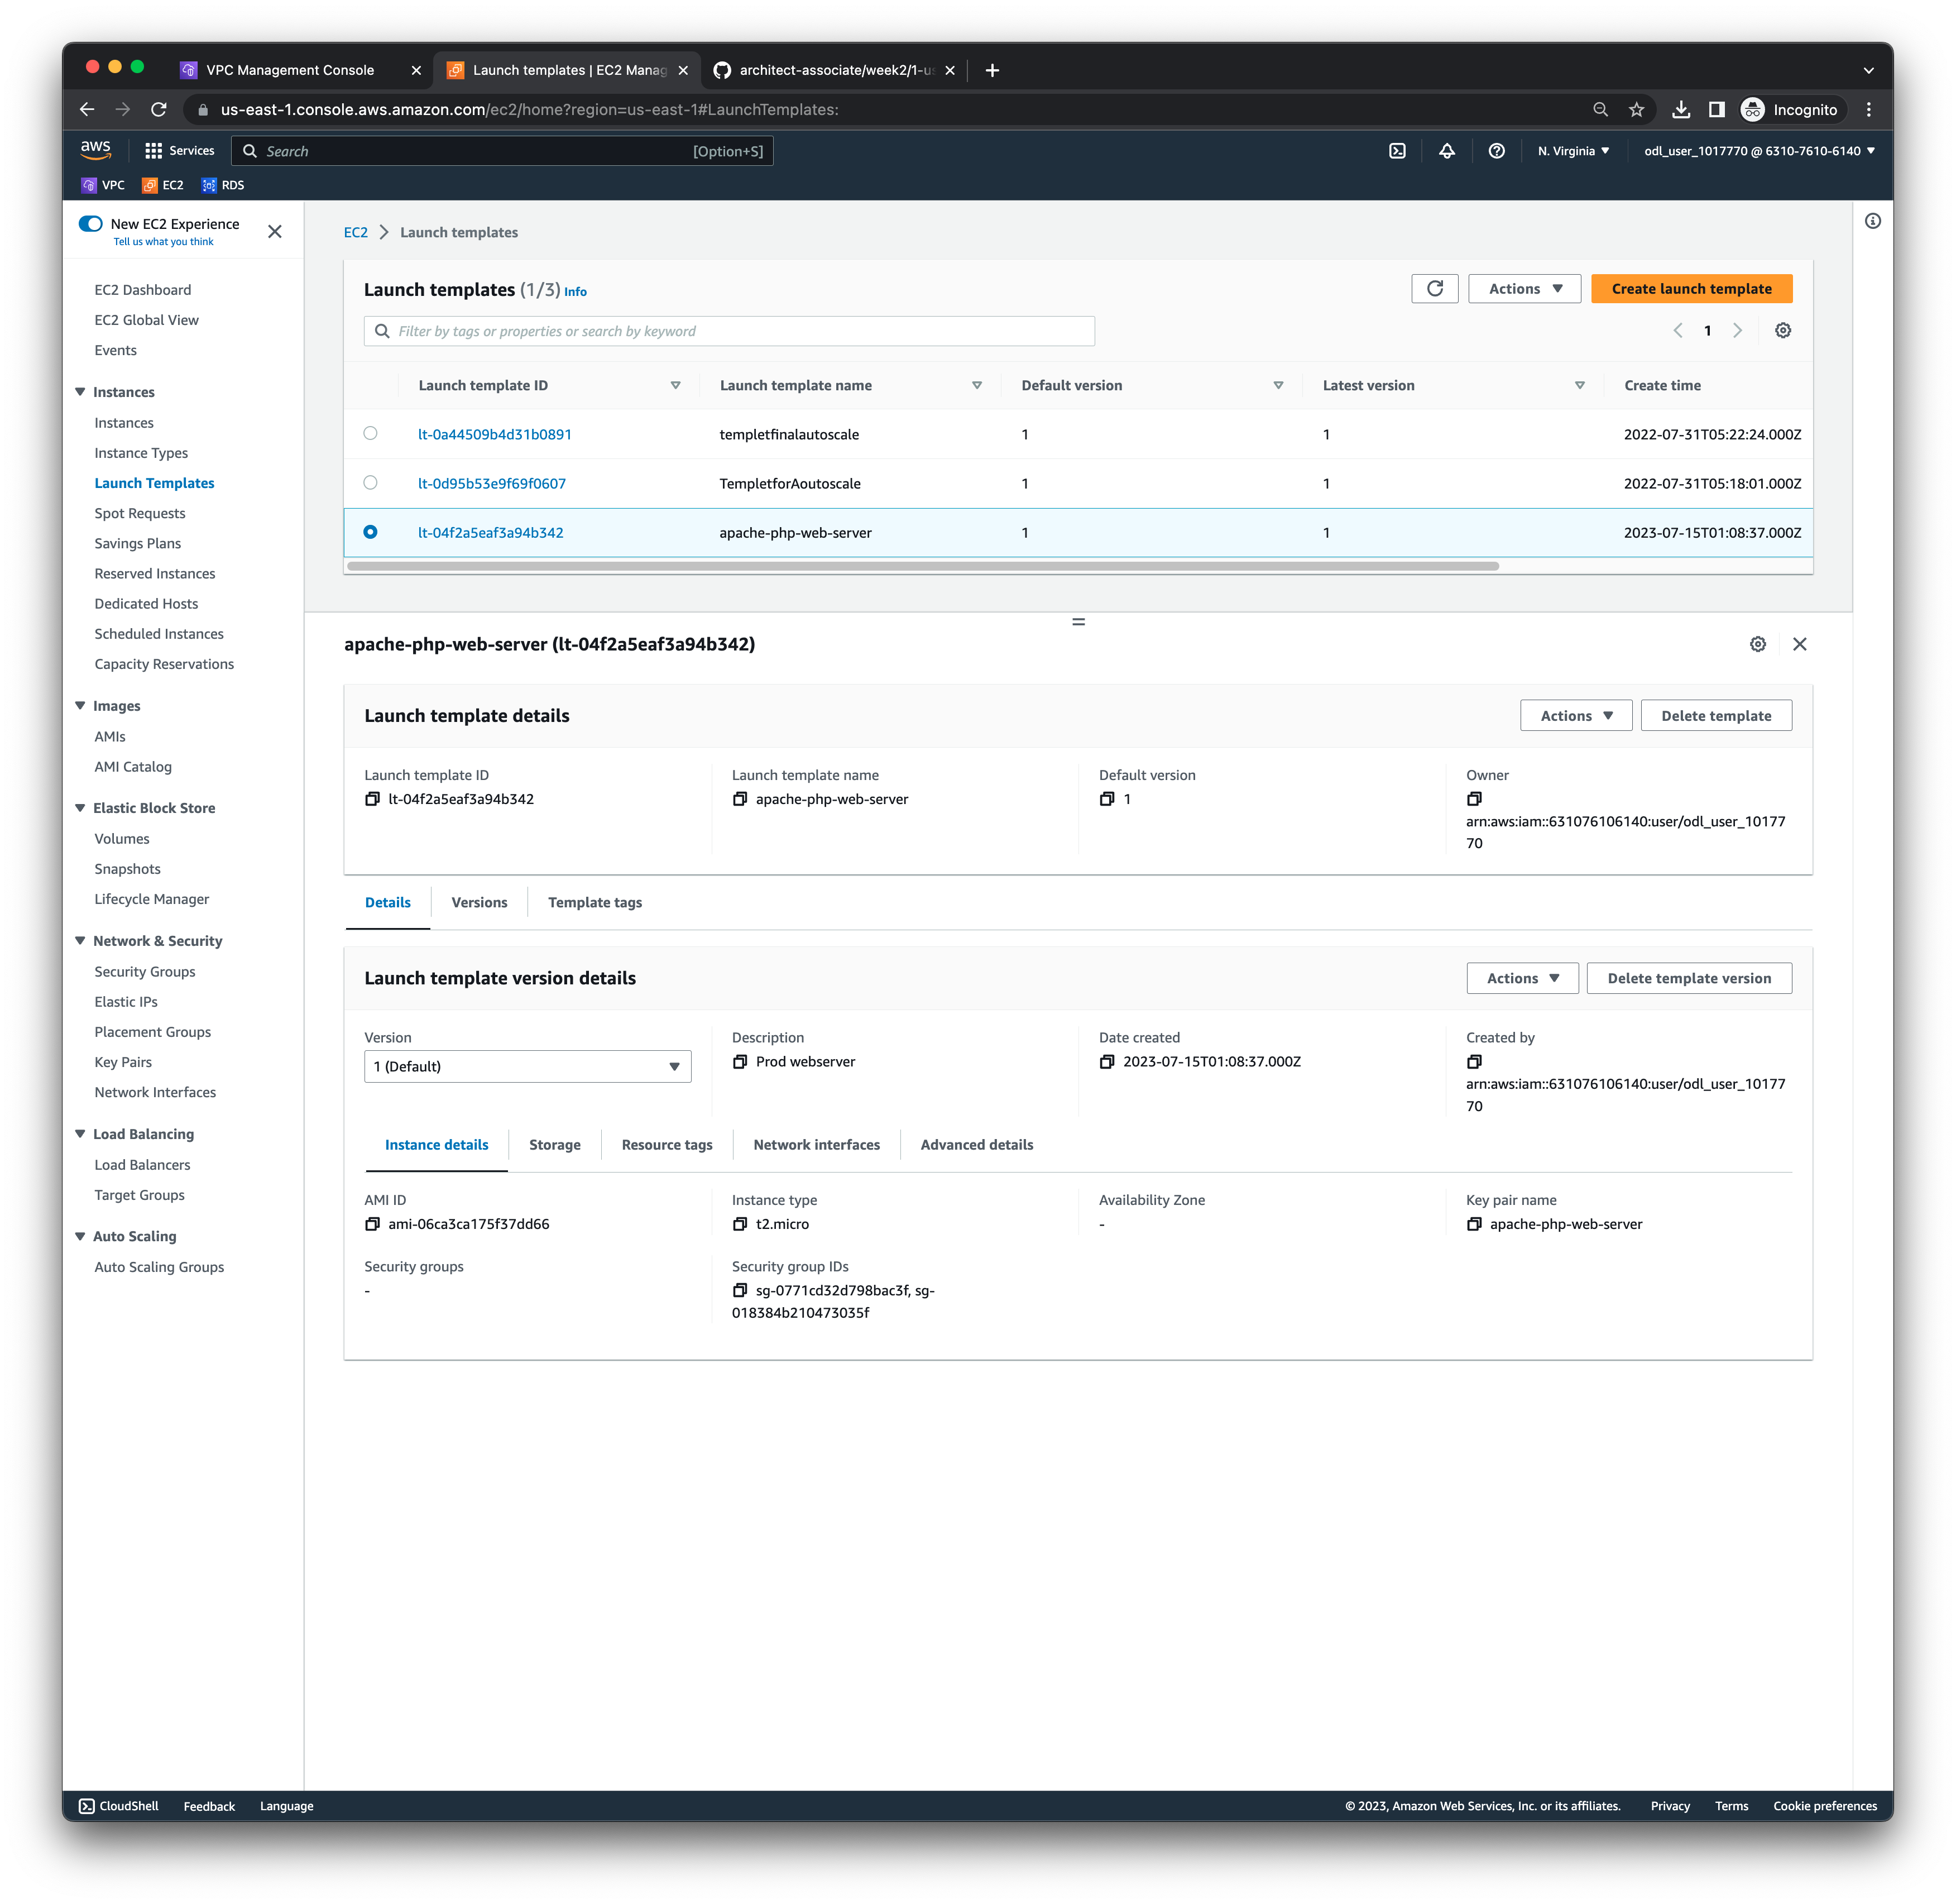 VPC Management Console
Launch templates | EC2 Manag
architect-associate/week2/1-u
us-east-1.console.aws.amazon.com/ec2/home?region=us-east-1#LaunchTemplates:
Incognito
aws
Services
Search
[Option+S]
N. Virginia
odl_user_1017770 @ 6310-7610-6140
VPC
EC2
RDS
New EC2 Experience
Tell us what you think
EC2 Dashboard
EC2 Global View
Events
Instances
Instances
Instance Types
Launch Templates
Spot Requests
Savings Plans
Reserved Instances
Dedicated Hosts
Scheduled Instances
Capacity Reservations
Images
AMIs
AMI Catalog
Elastic Block Store
Volumes
Snapshots
Lifecycle Manager
Network & Security
Security Groups
Elastic IPs
Placement Groups
Key Pairs
Network Interfaces
Load Balancing
Load Balancers
Target Groups
Auto Scaling
Auto Scaling Groups
EC2 > Launch templates
Launch templates (1/3) Info
Actions
Create launch template
Filter by tags or properties or search by keyword
1
Launch template ID Launch template name Default version Latest version Create time
lt-0a44509b4d31b0891 templetfinalautoscale 1 1 2022-07-31T05:22:24.000Z
lt-0d95b53e9f69f0607 TempletforAoutoscale 1 1 2022-07-31T05:18:01.000Z
lt-04f2a5eaf3a94b342 apache-php-web-server 1 1 2023-07-15T01:08:37.000Z
apache-php-web-server (lt-04f2a5eaf3a94b342)
Launch template details
Actions
Delete template
Launch template ID
lt-04f2a5eaf3a94b342
Launch template name
apache-php-web-server
Default version
1
Owner
arn:aws:iam::631076106140:user/odl_user_10177
70
Details
Versions
Template tags
Launch template version details
Actions
Delete template version
Version
1 (Default)
Description
Prod webserver
Date created
2023-07-15T01:08:37.000Z
Created by
arn:aws:iam::631076106140:user/odl_user_10177
70
Instance details
Storage
Resource tags
Network interfaces
Advanced details
AMI ID
ami-06ca3ca175f37dd66
Instance type
t2.micro
Availability Zone
-
Key pair name
apache-php-web-server
Security groups
-
Security group IDs
sg-0771cd32d798bac3f, sg-
018384b210473035f
CloudShell
Feedback
Language
© 2023, Amazon Web Services, Inc. or its affiliates.
Privacy
Terms
Cookie preferences